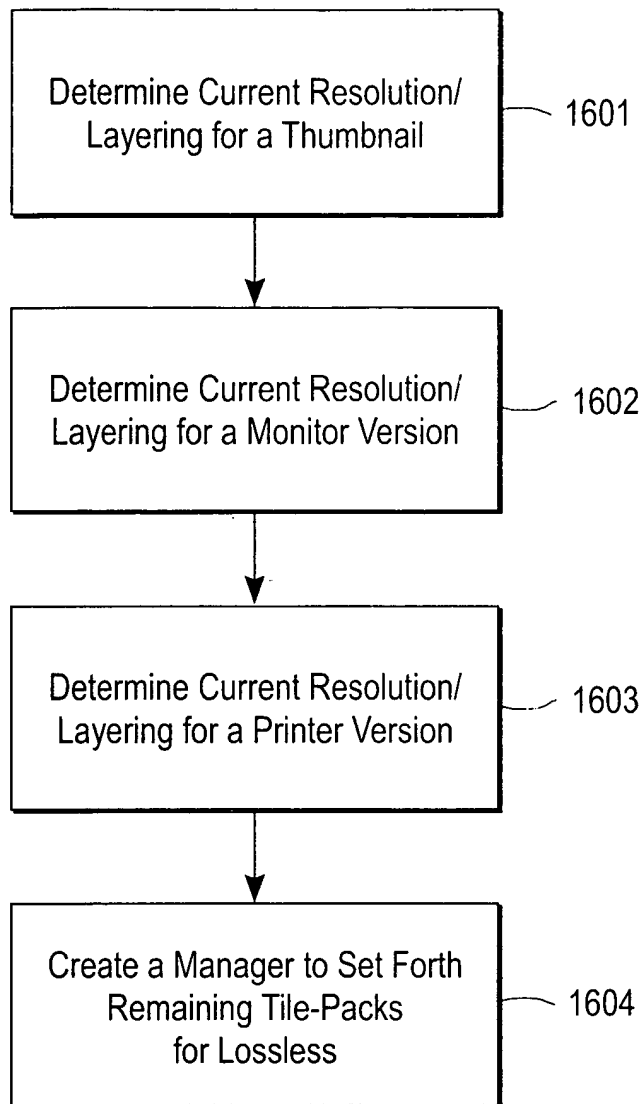 Determine Current Resolution/
Layering for a Thumbnail
1601
Determine Current Resolution/
Layering for a Monitor Version
1602
Determine Current Resolution/
Layering for a Printer Version
1603
Create a Manager to Set Forth
Remaining Tile-Packs
for Lossless
1604